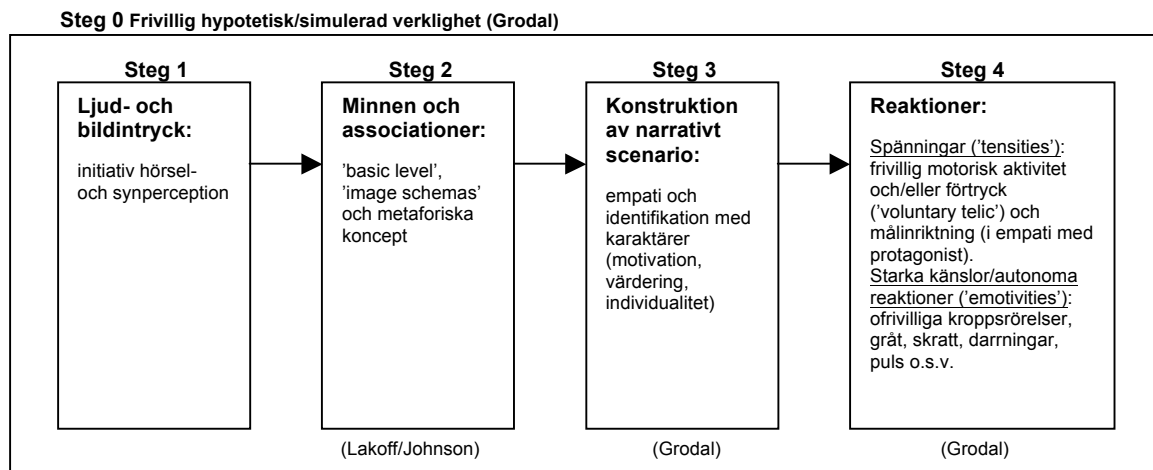 Steg 0 Frivillig hypotetisk/simulerad verklighet (Grodal)
Steg 1
Ljud- och
bildintryck:
initiativ hörsel-
och synperception
Steg 2
Minnen och
associationer:
’basic level’,
’image schemas’
och metaforiska
koncept
(Lakoff/Johnson)
Steg 3
Konstruktion
av narrativt
scenario:
empati och
identifikation med
karaktärer
(motivation,
värdering,
individualitet)
(Grodal)
Steg 4
Reaktioner:
Spänningar (’tensities’):
frivillig motorisk aktivitet
och/eller förtryck
(’voluntary telic’) och
målinriktning (i empati med
protagonist).
Starka känslor/autonoma
reaktioner (’emotivities’):
ofrivilliga kroppsrörelser,
gråt, skratt, darrningar,
puls o.s.v.
(Grodal)